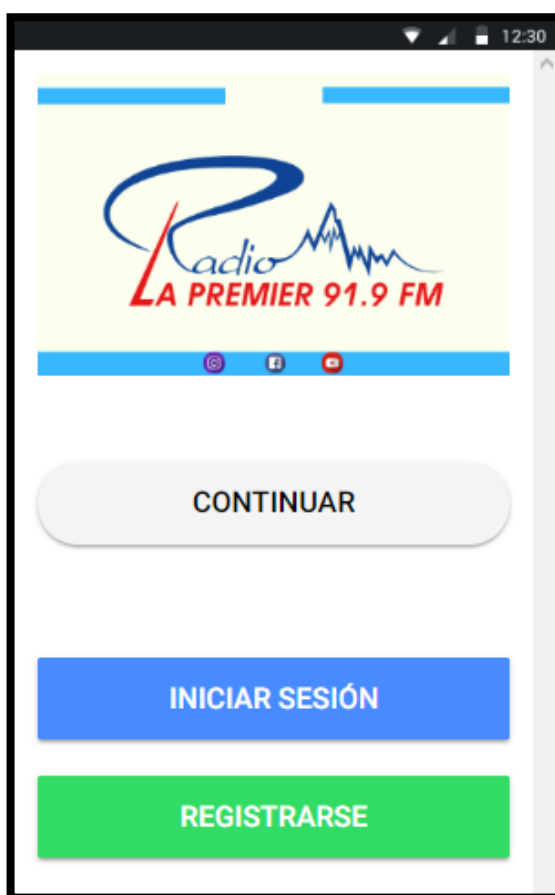 12:30
Radio
LA PREMIER 91.9 FM
CONTINUAR
INICIAR SESIÓN
REGISTRARSE